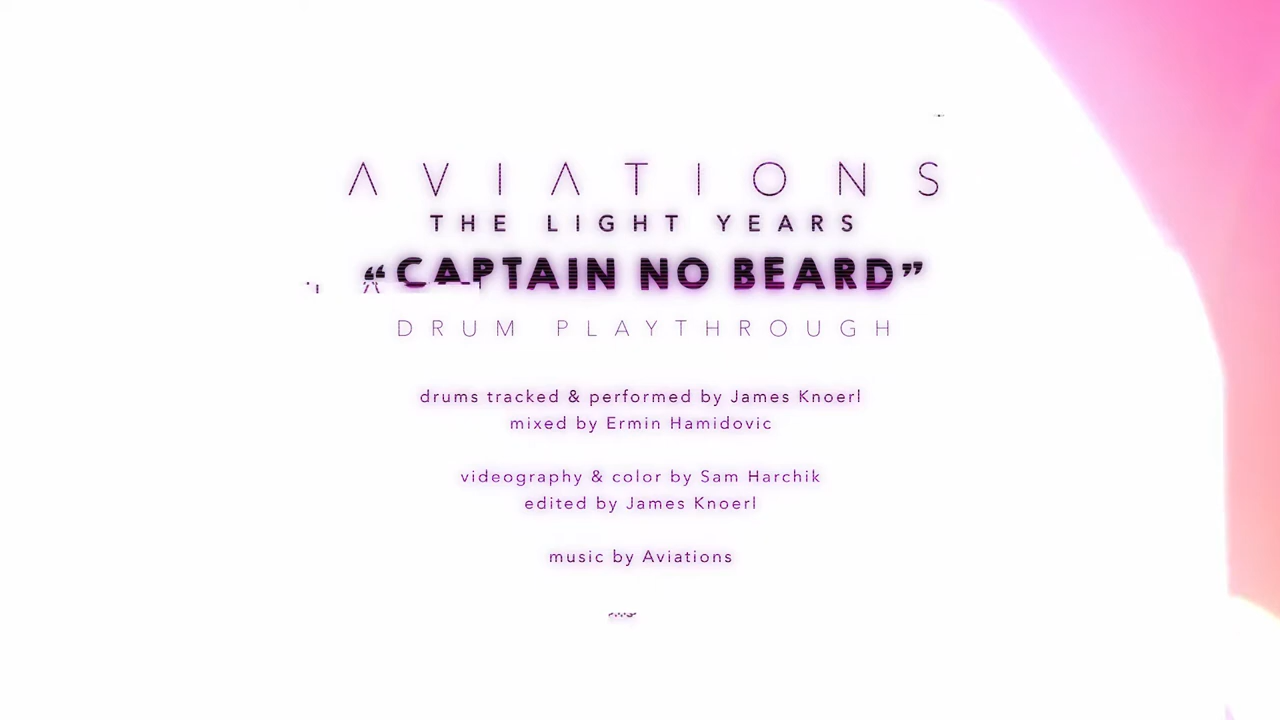 AVIATIONS
THE LIGHT YEARS
“CAPTAIN NO BEARD”
DRUM PLAYTHROUGH
drums tracked & performed by James Knoerl
mixed by Ermin Hamidovic
videography & color by Sam Harchik
edited by James Knoerl
music by Aviations